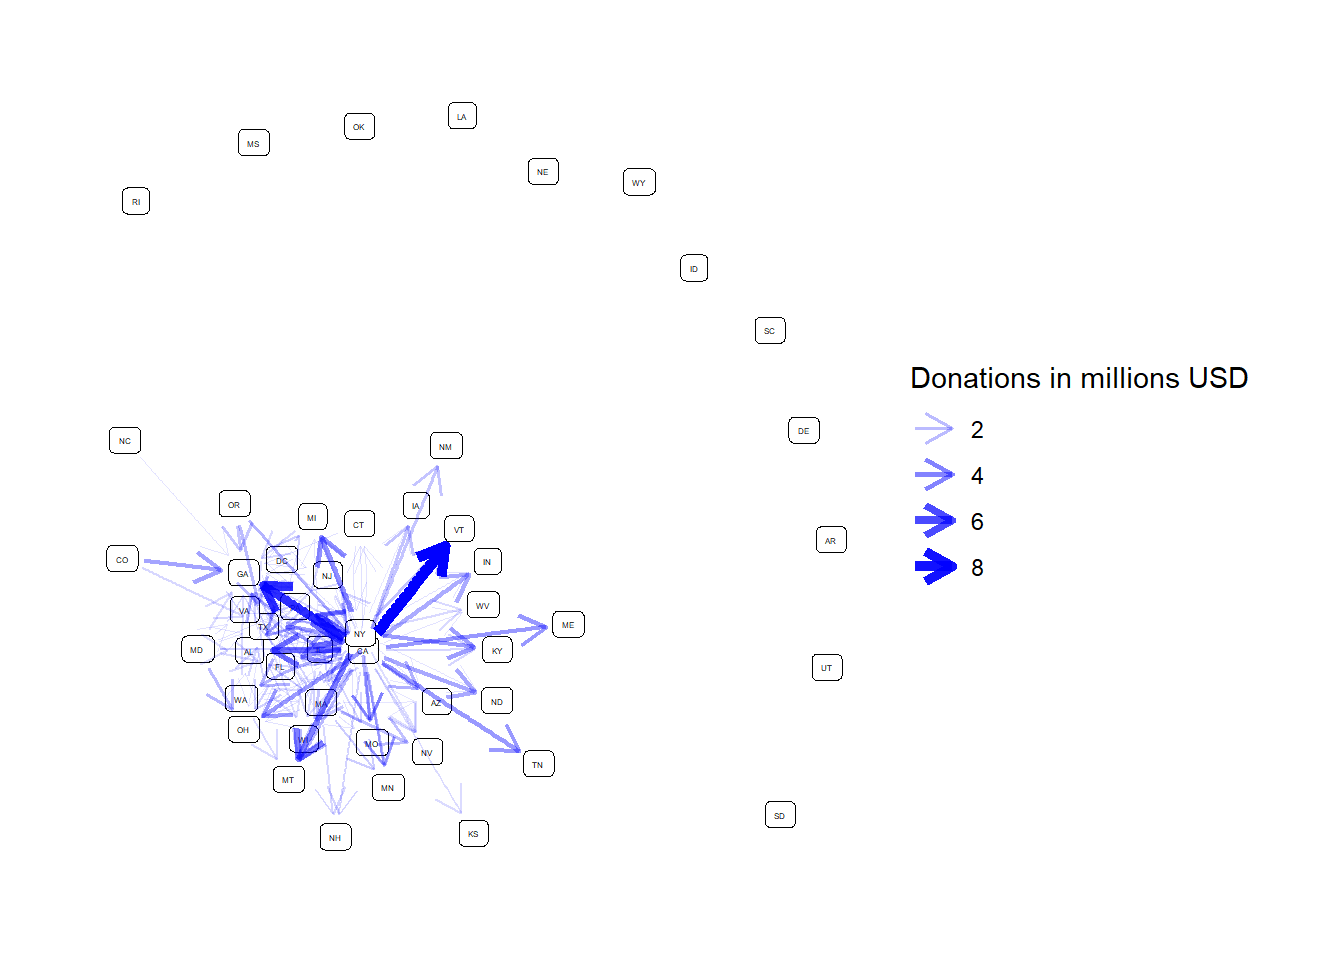 LA
OK
MS
NE
WY
RI
ID
SC
Donations in millions USD
2
4
6
8
DE
NC
NM
OR
IA
MI
CT
VT
AR
CO
DC
IN
GA
NJ
WV
VA
ME
TX
NY
MD
AL
CA
KY
FL
UT
WA
MA
AZ
ND
OH
WI
MO
NV
TN
MT
MN
SD
NH
KS